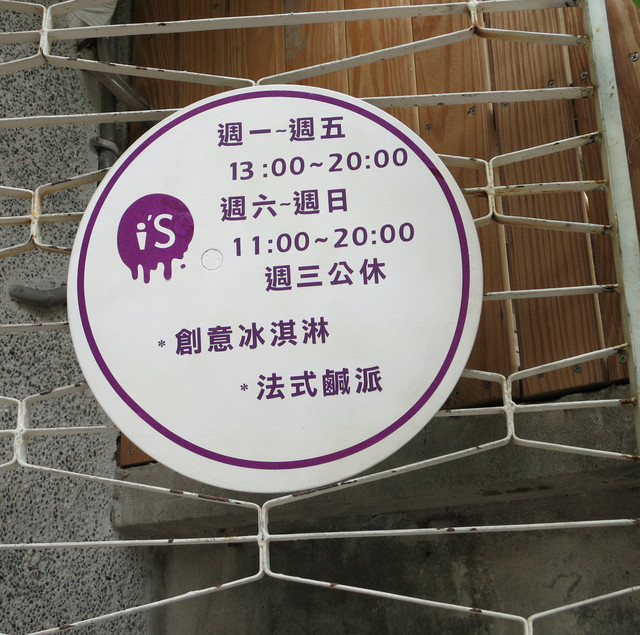 週一~週五
13:00~20:00
週六~週日
i'S
11:00~20:00
週三公休
*創意冰淇淋
*法式鹹派